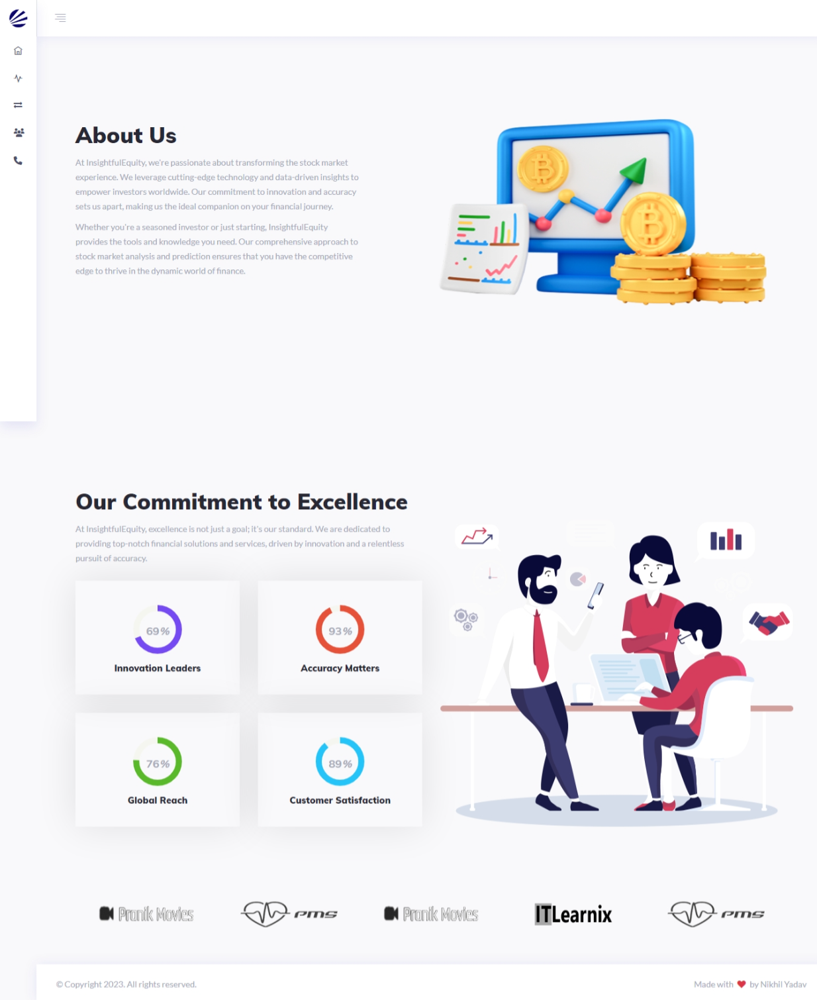 About Us
At InsightfulEquity, we're passionate about transforming the stock market
experience. We leverage cutting-edge technology and data-driven insights to
empower investors worldwide. Our commitment to innovation and accuracy
sets us apart, making us the ideal companion on your financial journey.
Whether you're a seasoned investor or just starting, InsightfulEquity
provides the tools and knowledge you need. Our comprehensive approach to
stock market analysis and prediction ensures that you have the competitive
edge to thrive in the dynamic world of finance.
Our Commitment to Excellence
At InsightfulEquity, excellence is not just a goal; it's our standard. We are dedicated to
providing top-notch financial solutions and services, driven by innovation and a relentless
pursuit of accuracy.
69%
Innovation Leaders
93%
Accuracy Matters
76%
Global Reach
89%
Customer Satisfaction
Pranik Movies
PMS
Pranik Movies
ITLearnix
PMS
© Copyright 2023. All rights reserved.
Made with ❤ by Nikhil Yadav